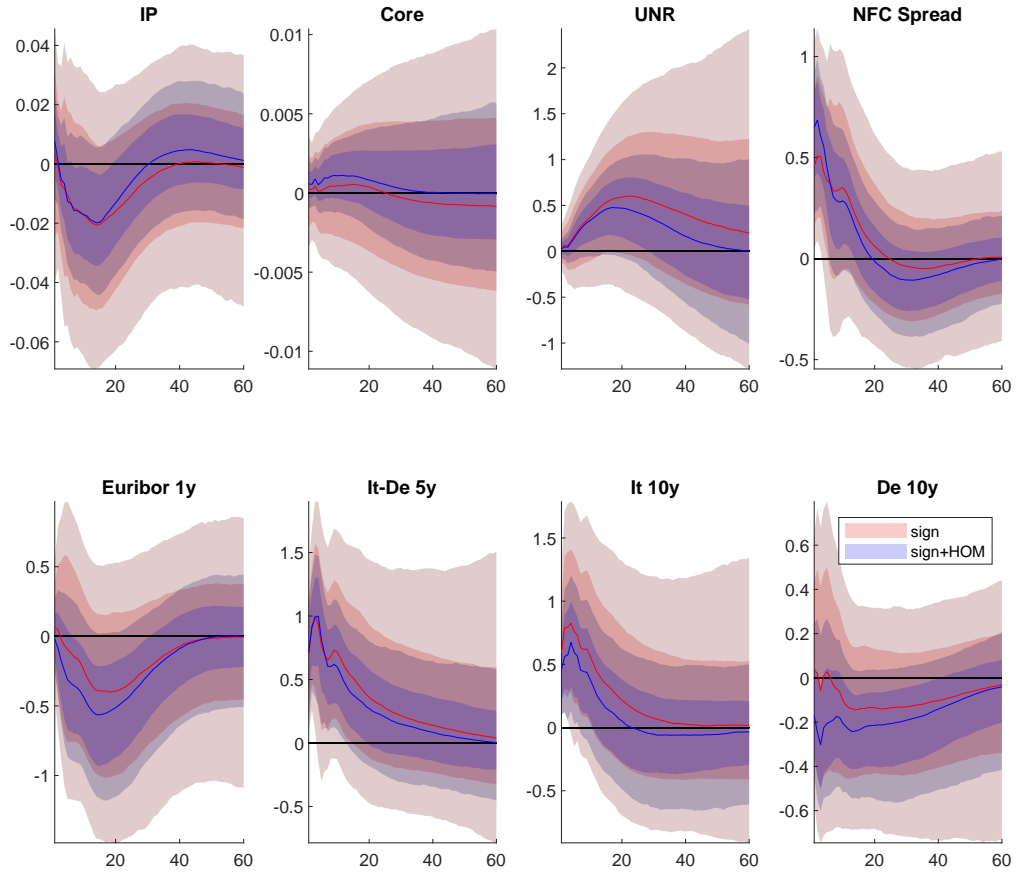 IP
0.04
0.02
0
-0.02
-0.04
-0.06
20 40 60
Core
0.01
0.005
0
-0.005
-0.01
20 40 60
UNR
2
1.5
1
0.5
0
-0.5
-1
20 40 60
NFC Spread
1
0.5
0
-0.5
20 40 60
Euribor 1y
0.5
0
-0.5
-1
20 40 60
It-De 5y
1.5
1
0.5
0
-0.5
20 40 60
It 10y
1.5
1
0.5
0
-0.5
20 40 60
De 10y
sign
sign+HOM
0.6
0.4
0.2
0
-0.2
-0.4
-0.6
20 40 60